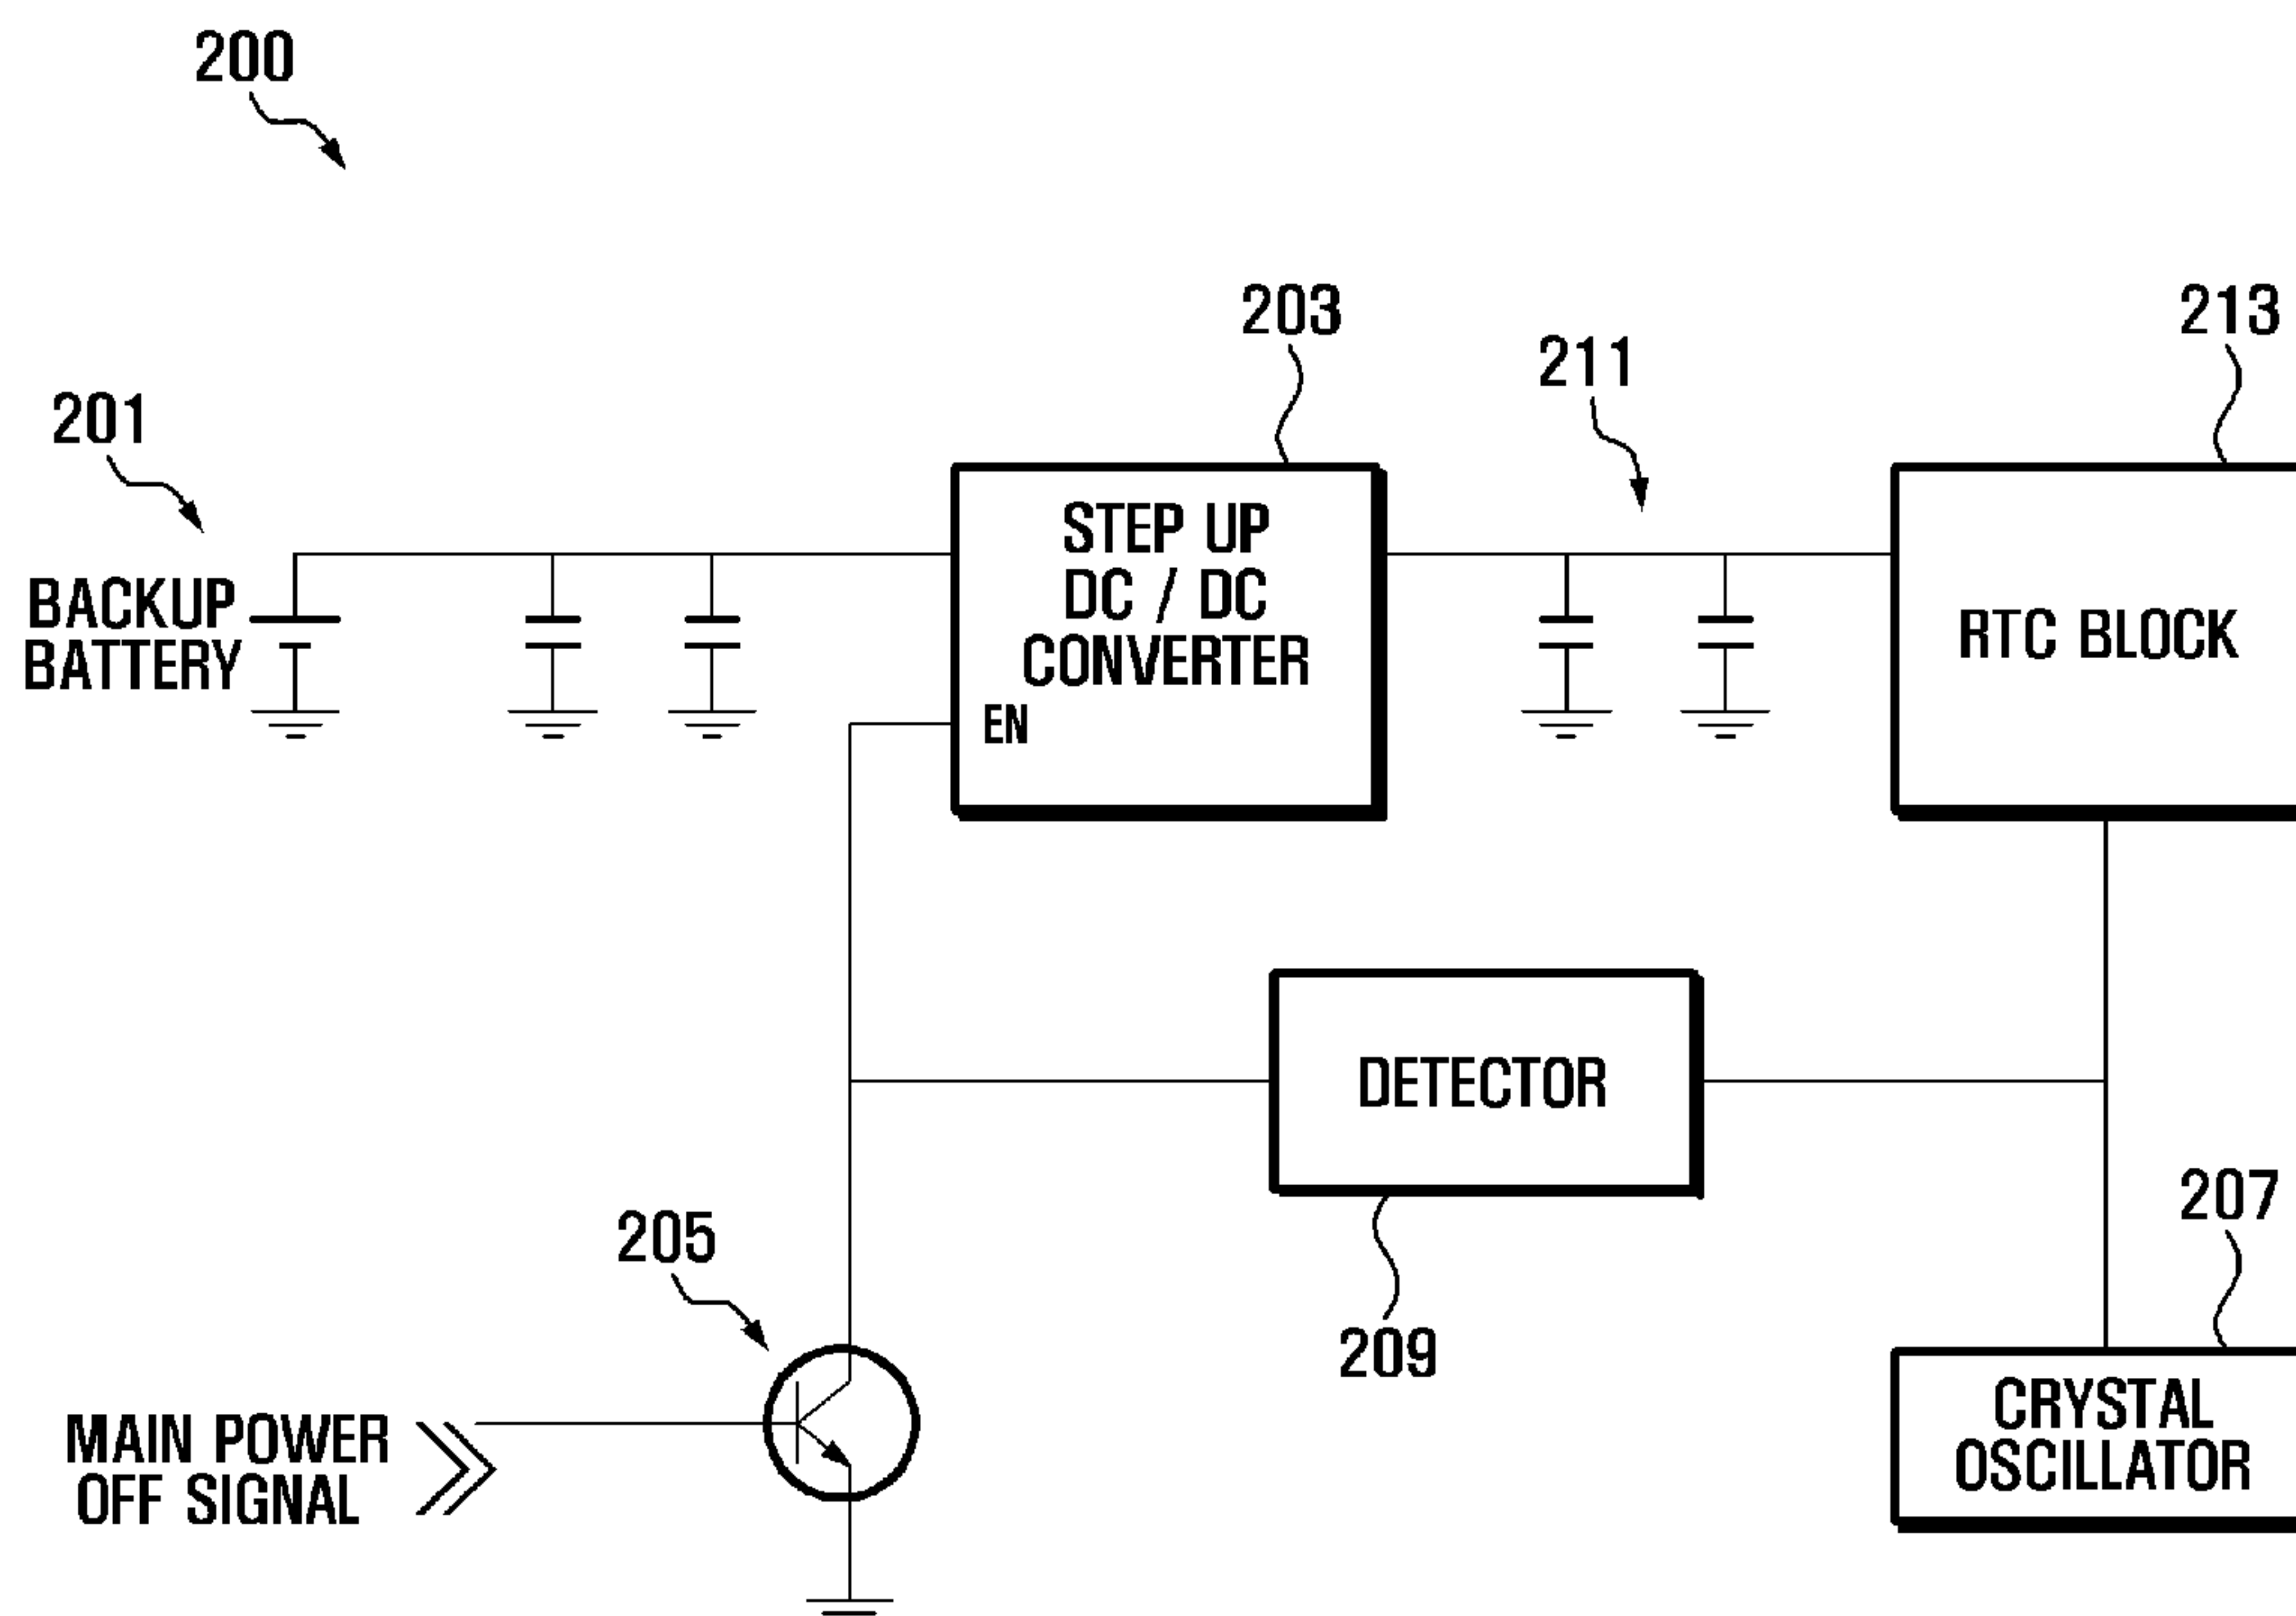 200
203
213
211
201
STEP UP
DC / DC
CONVERTER
EN
BACKUP
BATTERY
RTC BLOCK
DETECTOR
207
205
209
CRYSTAL
OSCILLATOR
MAIN POWER
OFF SIGNAL